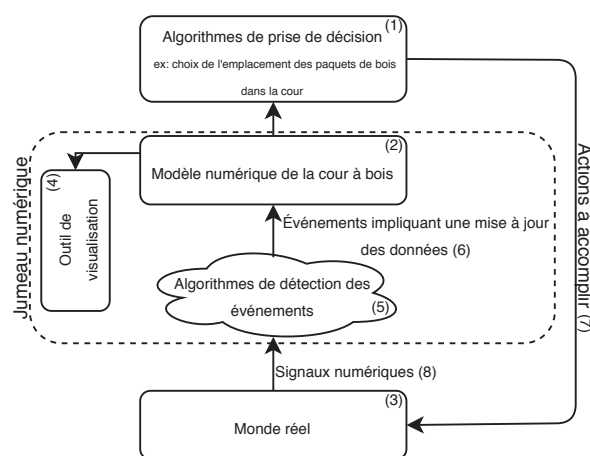 Algorithmes de prise de décision (1)
ex: choix de l'emplacement des paquets de bois
dans la cour
Jumeau numérique
(2)
Modèle numérique de la cour à bois
(4)
Outil de
visualisation
Événements impliquant une mise à jour
des données (6)
Algorithmes de détection des
événements (5)
Actions à accomplir (7)
Signaux numériques (8)
(3)
Monde réel